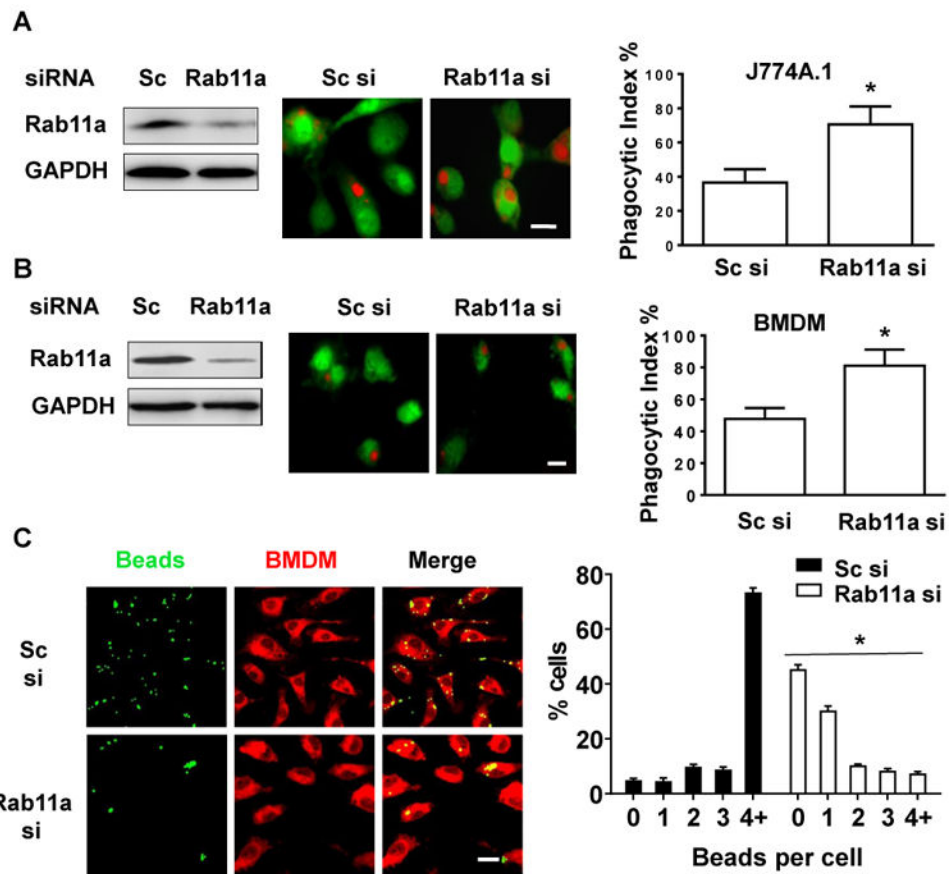 A
siRNA Sc Rab11a
Rab11a
GAPDH
Sc si Rab11a si
J774A.1
Phagocytic Index %
100
80
60
40
20
0
*
Sc si Rab11a si
B
siRNA Sc Rab11a
Rab11a
GAPDH
Sc si Rab11a si
BMDM
Phagocytic Index %
100
80
60
40
20
0
*
Sc si Rab11a si
C
Beads BMDM Merge
Sc
si
Rab11a
si
Sc si
Rab11a si
% Cells
80
60
40
20
0
*
0 1 2 3 4+ 0 1 2 3 4+
Beads per cell